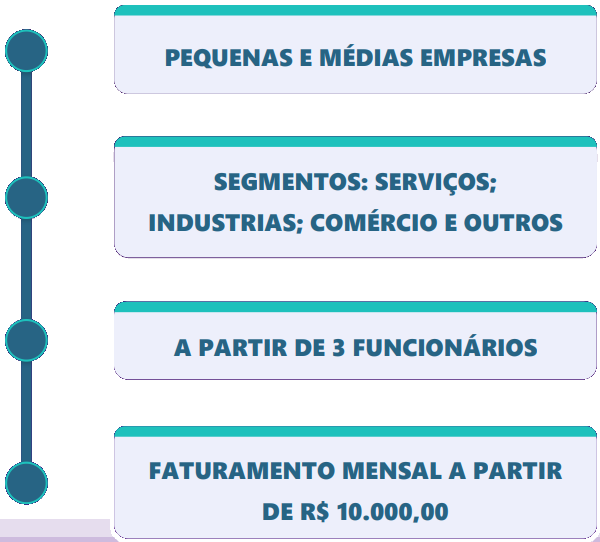 PEQUENAS E MÉDIAS EMPRESAS
SEGMENTOS: SERVIÇOS;
INDUSTRIAS; COMÉRCIO E OUTROS
A PARTIR DE 3 FUNCIONÁRIOS
FATURAMENTO MENSAL A PARTIR
DE R$ 10.000,00